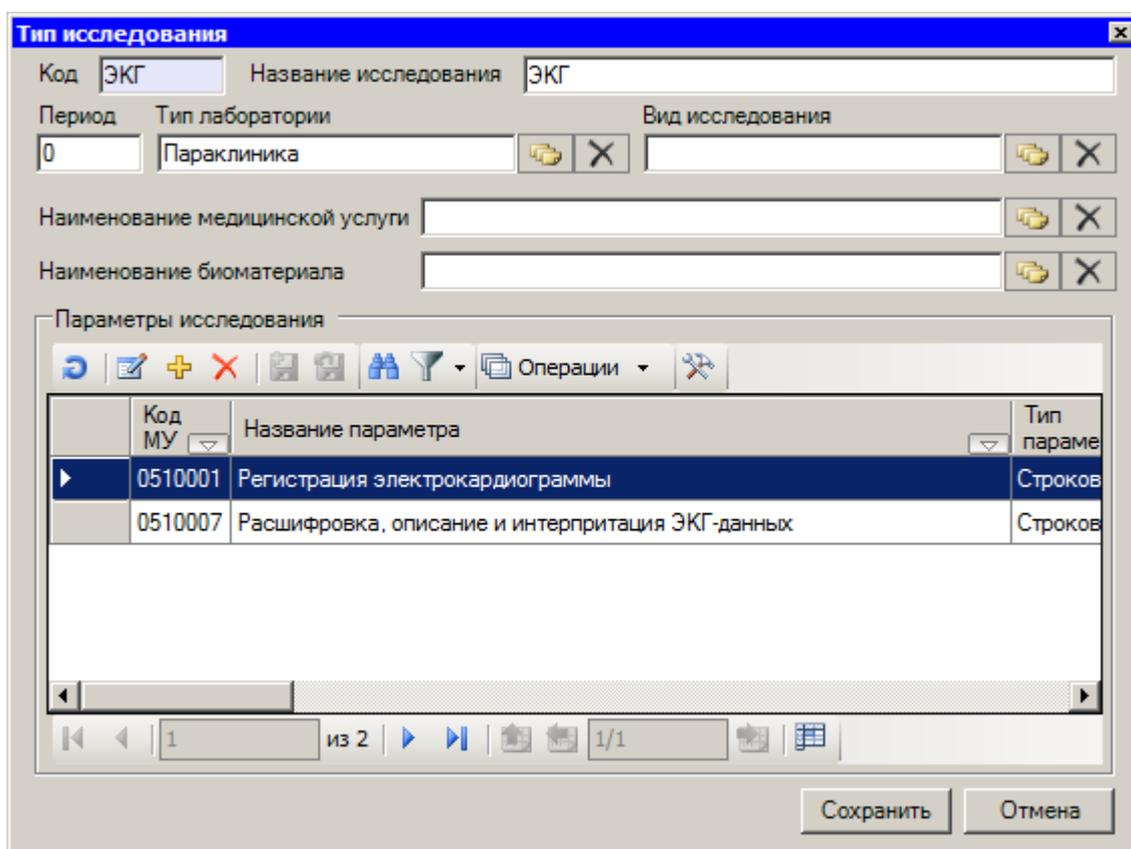 Тип исследования
Код ЭКГ Название исследования ЭКГ
Период Тип лаборатории Вид исследования
0 Параклиника
Наименование медицинской услуги
Наименование биоматериала
Параметры исследования
Операции
Код МУ Название параметра Тип параме
0510001 Регистрация электрокардиограммы Строков
0510007 Расшифровка, описание и интерпритация ЭКГ-данных Строков
1 из 2 1/1
Сохранить Отмена